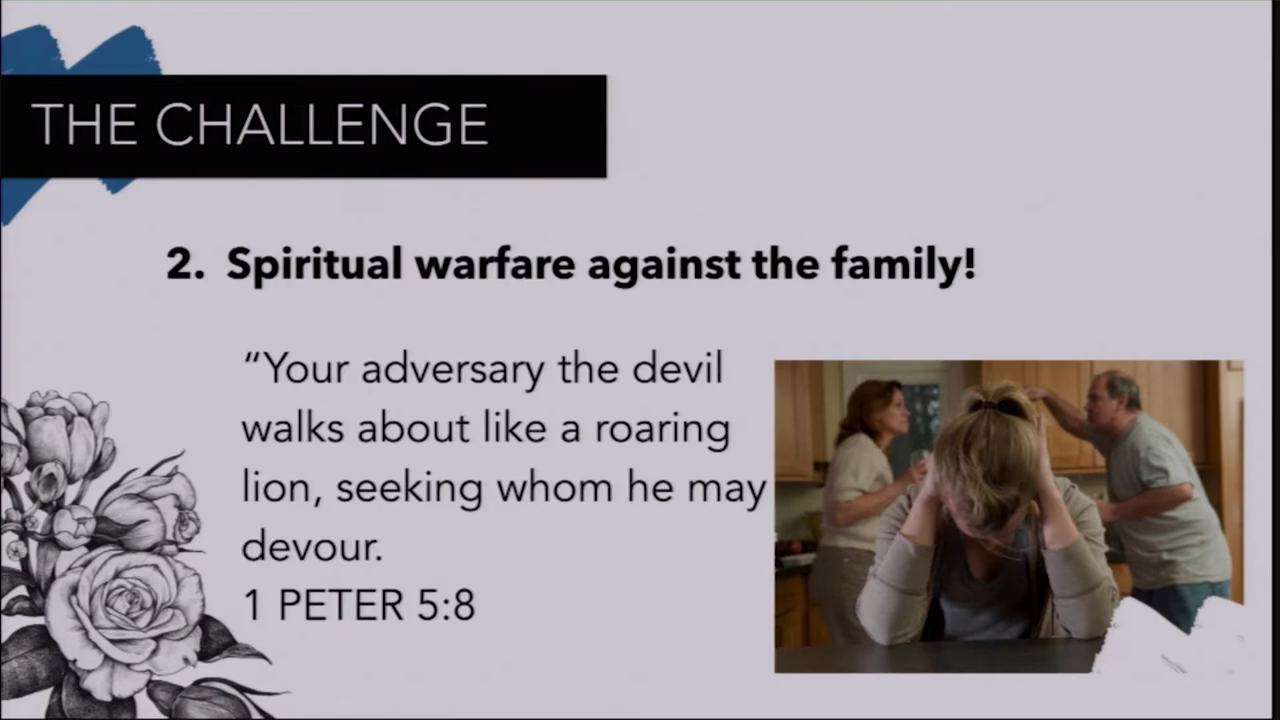 THE CHALLENGE
2. Spiritual warfare against the family!
“Your adversary the devil
walks about like a roaring
lion, seeking whom he may
devour.
1 PETER 5:8